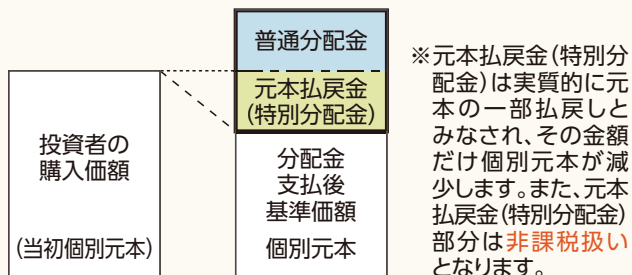 普通分配金
元本払戻金
(特別分配金)
投資者の
購入価額
(当初個別元本)
分配金
支払後
基準価額
個別元本
※元本払戻金(特別分
配金)は実質的に元
本の一部払戻しと
みなされ、その金額
だけ個別元本が減
少します。また、元本
払戻金(特別分配金)
部分は非課税扱い
となります。